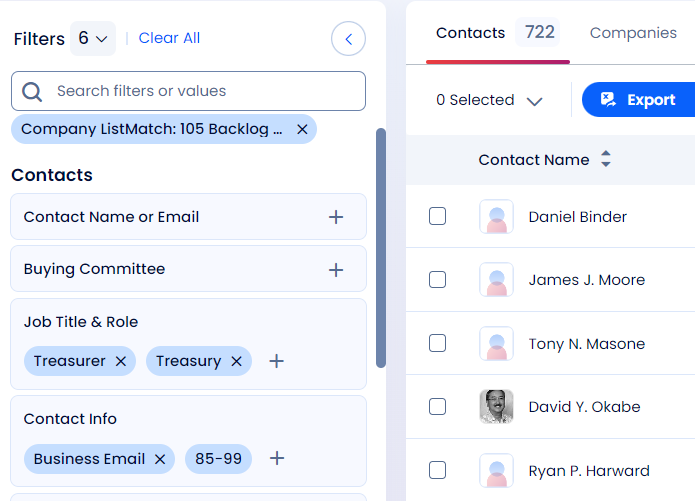 Filters 6 Clear All
Search filters or values
Company ListMatch: 105 Backlog ...
Contacts
Contact Name or Email
Buying Committee
Job Title & Role
Treasurer Treasury
Contact Info
Business Email 85-99
Contacts 722 Companies
0 Selected Export
Contact Name
Daniel Binder
James J. Moore
Tony N. Masone
David Y. Okabe
Ryan P. Harward